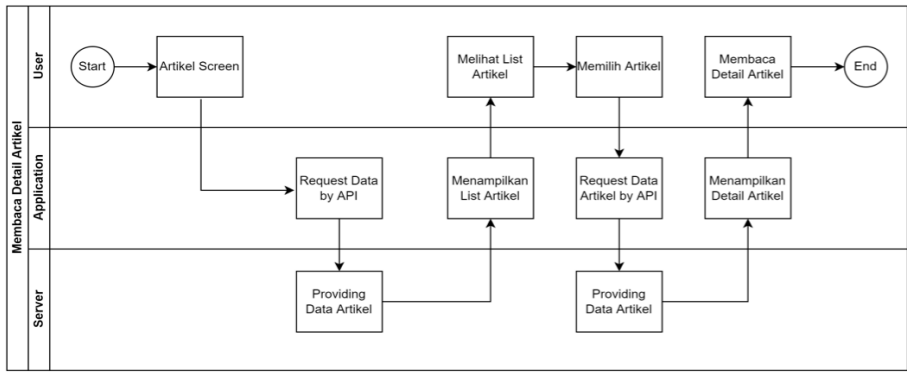 Membaca Detail Artikel
User
Start
Artikel Screen
Melihat List
Artikel
Memilih Artikel
Membaca
Detail Artikel
End
Application
Request Data
by API
Menampilkan
List Artikel
Request Data
Artikel by API
Menampilkan
Detail Artikel
Server
Providing
Data Artikel
Providing
Data Artikel